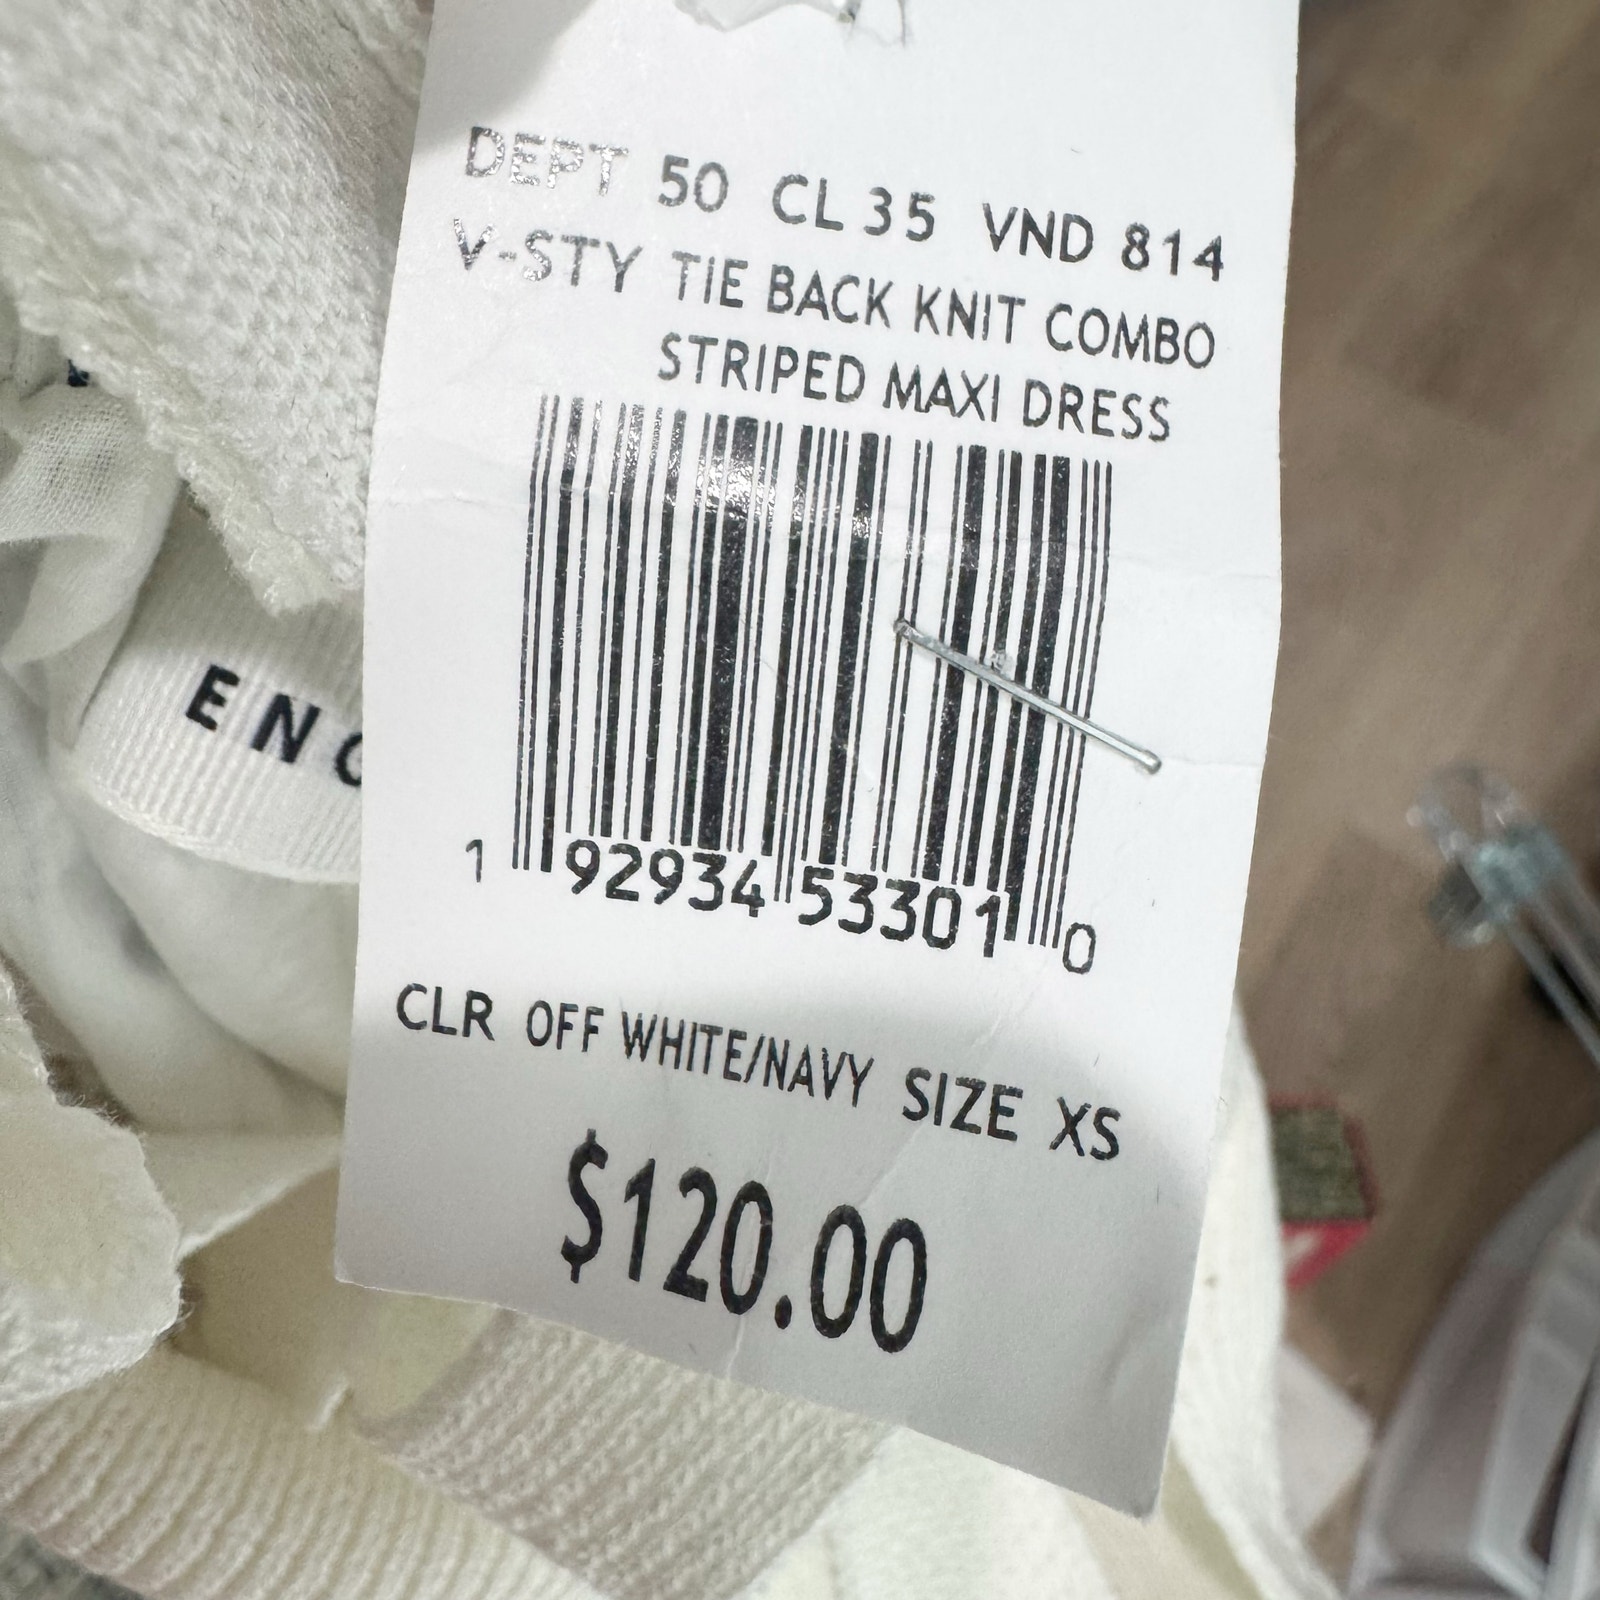 DEPT 50 CL 35 VND 814
V-STY TIE BACK KNIT COMBO
STRIPED MAXI DRESS
1 92934 53301 0
CLR OFF WHITE/NAVY SIZE XS
$120.00